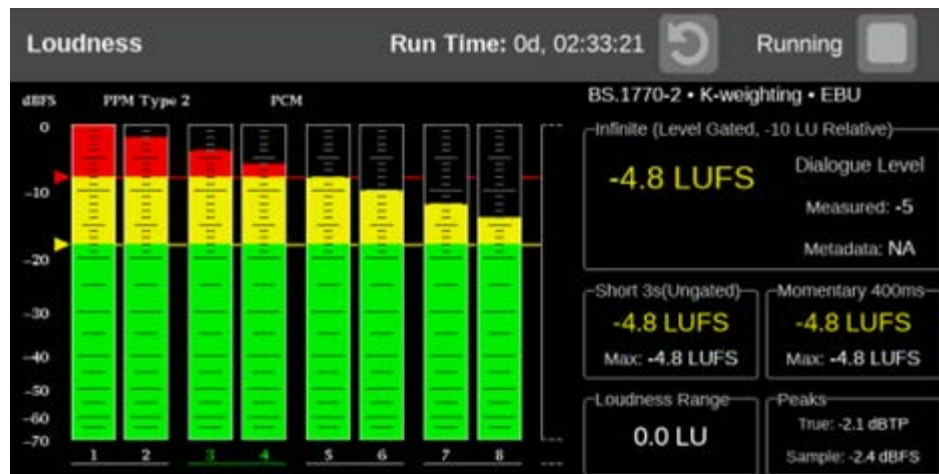 Loudness Run Time: 0d, 02:33:21 Running
dBFS PPM Type 2 PCM
0
-10
-20
-30
-40
-50
-60
-70
1 2 3 4 5 6 7 8
BS.1770-2 • K-weighting • EBU
Infinite (Level Gated, -10 LU Relative)
-4.8 LUFS
Dialogue Level
Measured: -5
Metadata: NA
Short 3s(Ungated)
-4.8 LUFS
Max: -4.8 LUFS
Momentary 400ms
-4.8 LUFS
Max: -4.8 LUFS
Loudness Range
0.0 LU
Peaks
True: -2.1 dBTP
Sample: -2.4 dBFS